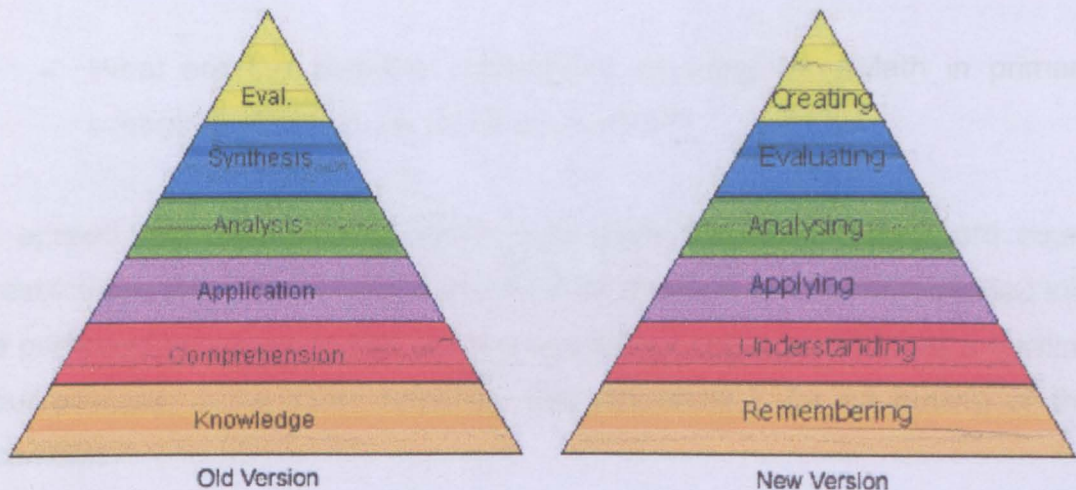 Eval.
Synthesis
Analysis
Application
Comprehension
Knowledge
Old Version
Creating
Evaluating
Analysing
Applying
Understanding
Remembering
New Version